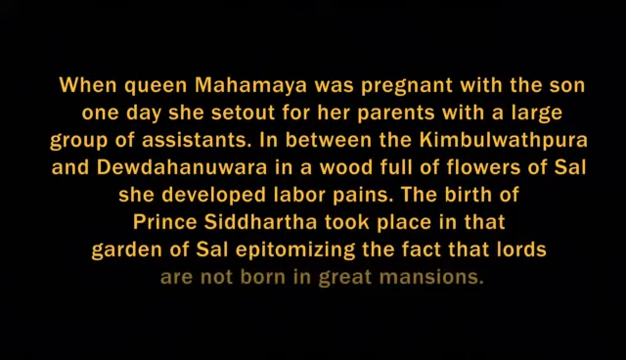 When queen Mahamaya was pregnant with the son
one day she setout for her parents with a large
group of assistants. In between the Kimbulwathpura
and Dewdahanuwara in a wood full of flowers of Sal
she developed labor pains. The birth of
Prince Siddhartha took place in that
garden of Sal epitomizing the fact that lords
are not born in great mansions.